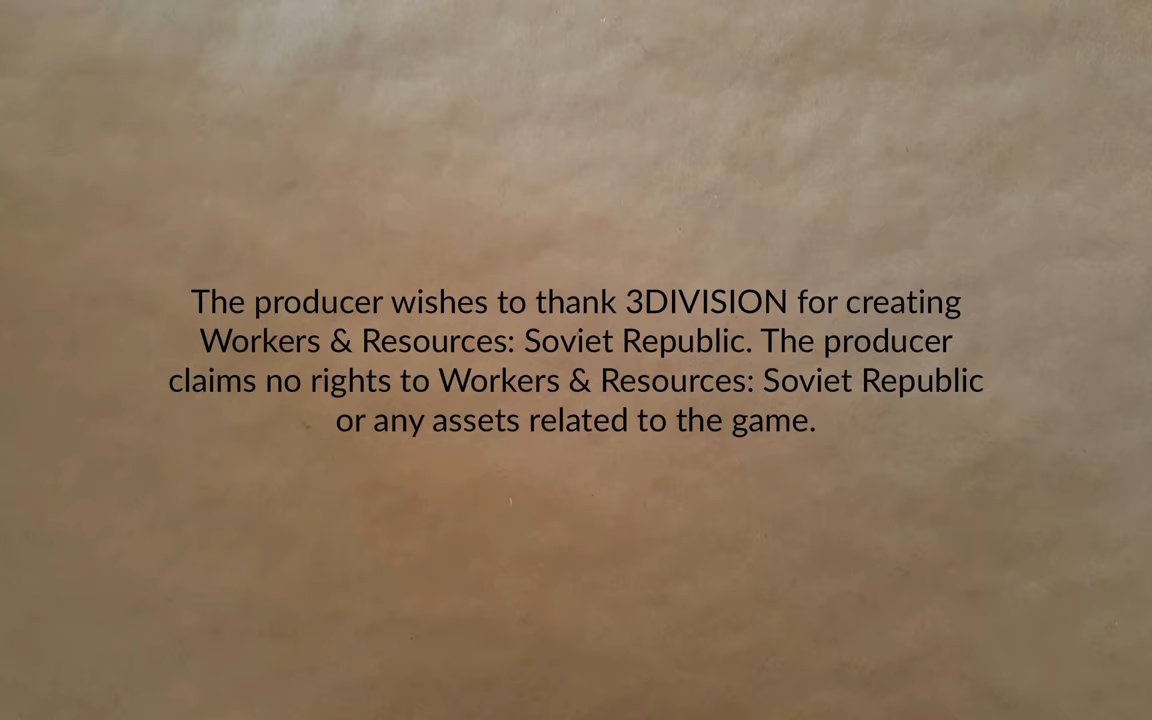 The producer wishes to thank 3DIVISION for creating
Workers & Resources: Soviet Republic. The producer
claims no rights to Workers & Resources: Soviet Republic
or any assets related to the game.